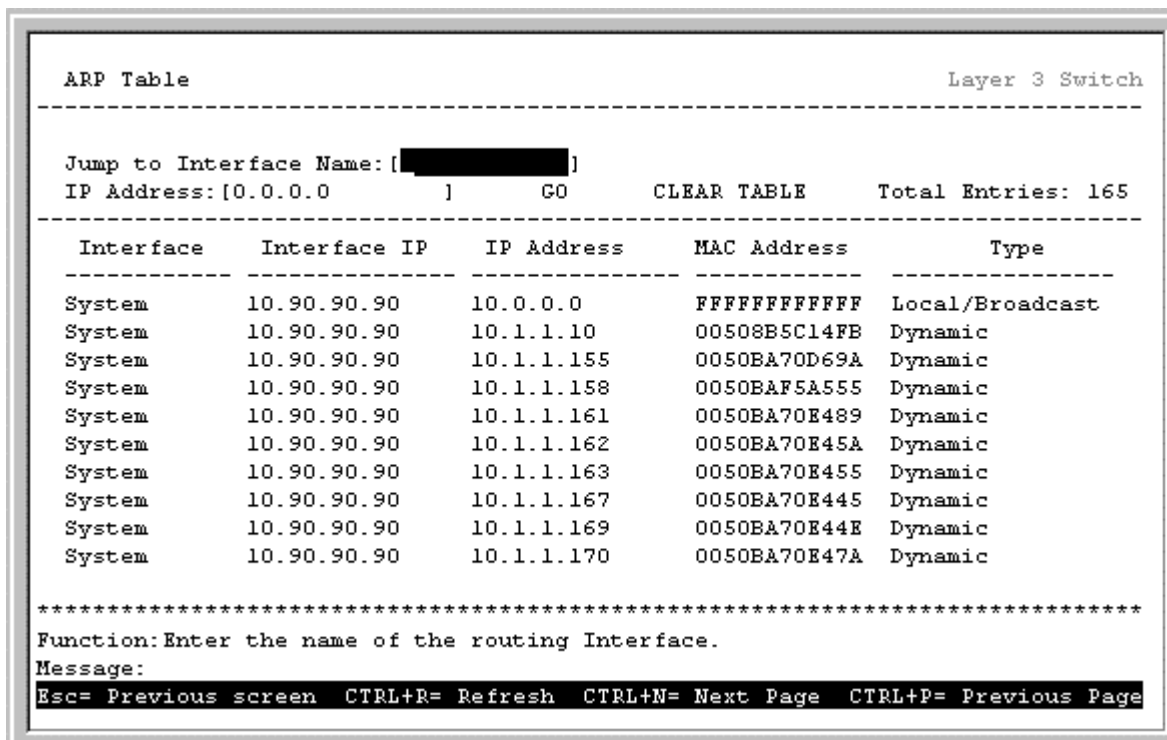 ARP Table Layer 3 Switch
Jump to Interface Name:[ ]
IP Address:[0.0.0.0 ] GO CLEAR TABLE Total Entries: 165
Interface Interface IP IP Address MAC Address Type
System 10.90.90.90 10.0.0.0 FFFFFFFFFFFF Local/Broadcast
System 10.90.90.90 10.1.1.10 00508B5C14FB Dynamic
System 10.90.90.90 10.1.1.155 0050BA70D69A Dynamic
System 10.90.90.90 10.1.1.158 0050BAF5A555 Dynamic
System 10.90.90.90 10.1.1.161 0050BA70E489 Dynamic
System 10.90.90.90 10.1.1.162 0050BA70E45A Dynamic
System 10.90.90.90 10.1.1.163 0050BA70E455 Dynamic
System 10.90.90.90 10.1.1.167 0050BA70E445 Dynamic
System 10.90.90.90 10.1.1.169 0050BA70E44E Dynamic
System 10.90.90.90 10.1.1.170 0050BA70E47A Dynamic
*******************************************************************************
Function:Enter the name of the routing Interface.
Message:
Esc= Previous screen CTRL+R= Refresh CTRL+N= Next Page CTRL+P= Previous Page